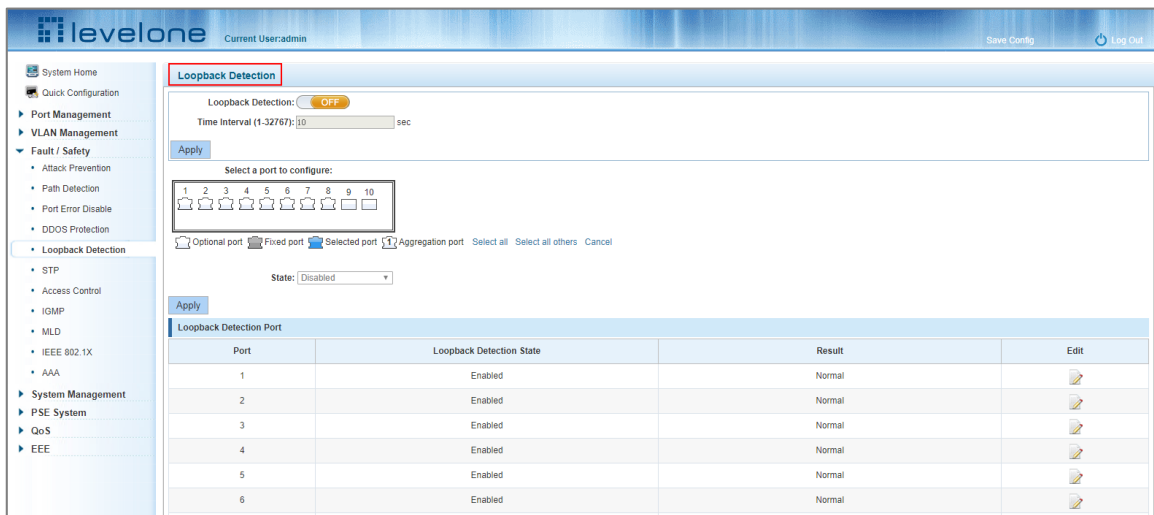 levelone Current User:admin Save Config Log Out
System Home
Quick Configuration
Port Management
VLAN Management
Fault / Safety
Attack Prevention
Path Detection
Port Error Disable
DDOS Protection
Loopback Detection
STP
Access Control
IGMP
MLD
IEEE 802.1X
AAA
System Management
PSE System
QoS
EEE
Loopback Detection
Loopback Detection: OFF
Time Interval (1-32767): 10 sec
Apply
Select a port to configure:
1 2 3 4 5 6 7 8 9 10
Optional port Fixed port Selected port 1 Aggregation port Select all Select all others Cancel
State: Disabled
Apply
Loopback Detection Port
Port Loopback Detection State Result Edit
1 Enabled Normal
2 Enabled Normal
3 Enabled Normal
4 Enabled Normal
5 Enabled Normal
6 Enabled Normal